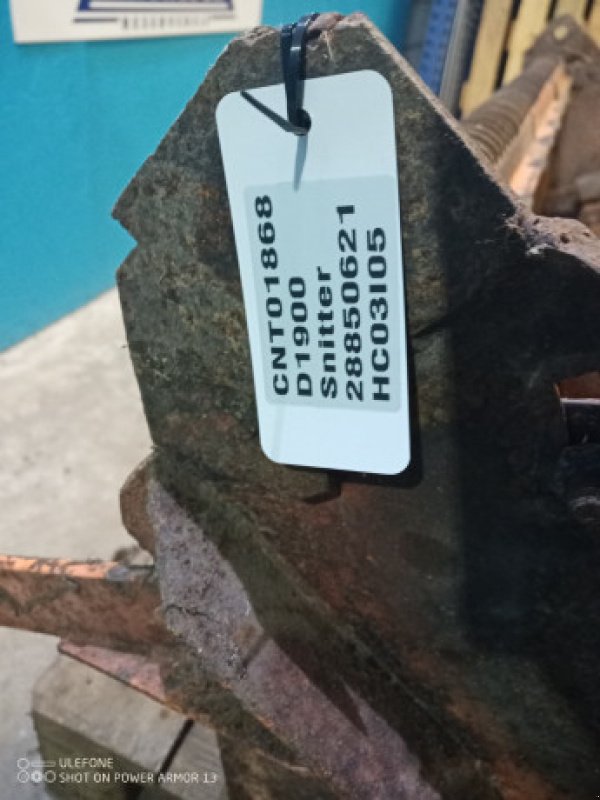 CNT01868
D1900
Snitter
28850621
HC03I05
ULEFONE
SHOT ON POWER ARMOR 13